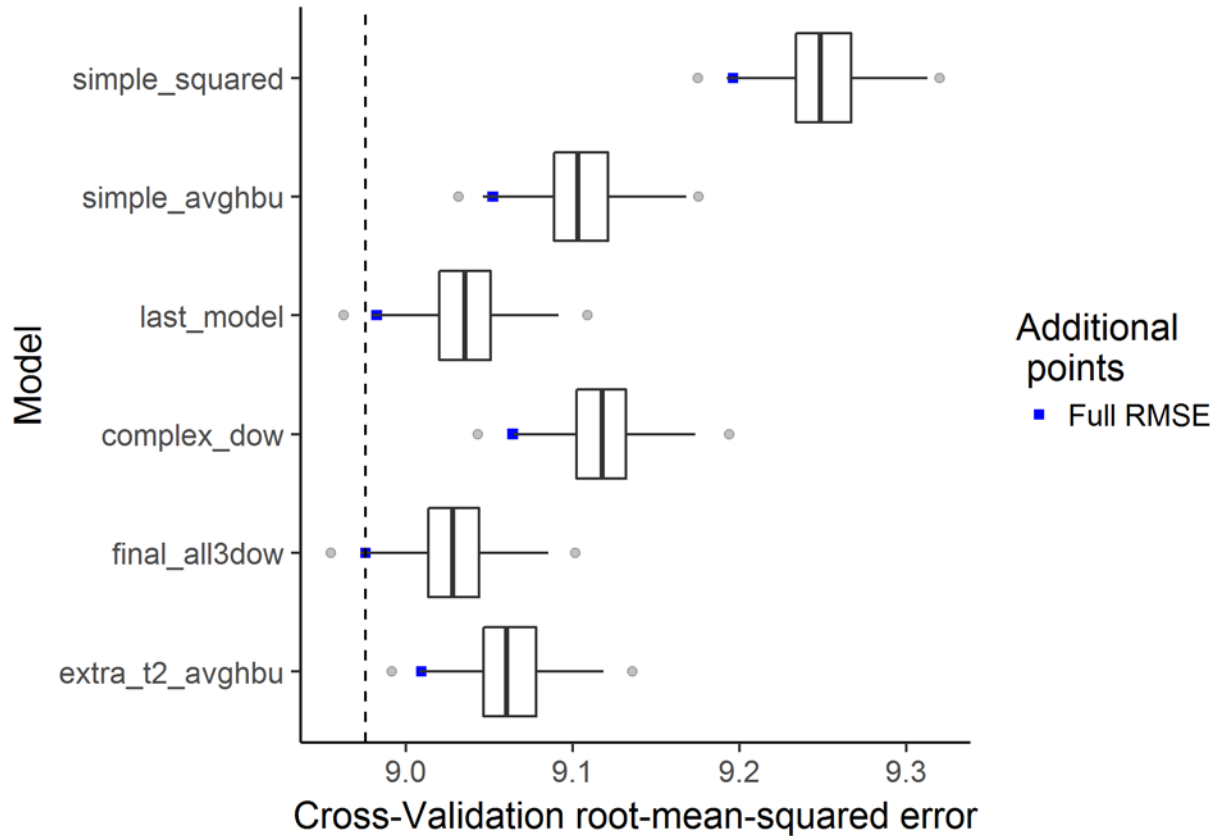 simple_squared
simple_avghbu
last_model
complex_dow
final_all3dow
extra_t2_avghbu
Model
9.0 9.1 9.2 9.3
Cross-Validation root-mean-squared error
Additional
points
Full RMSE